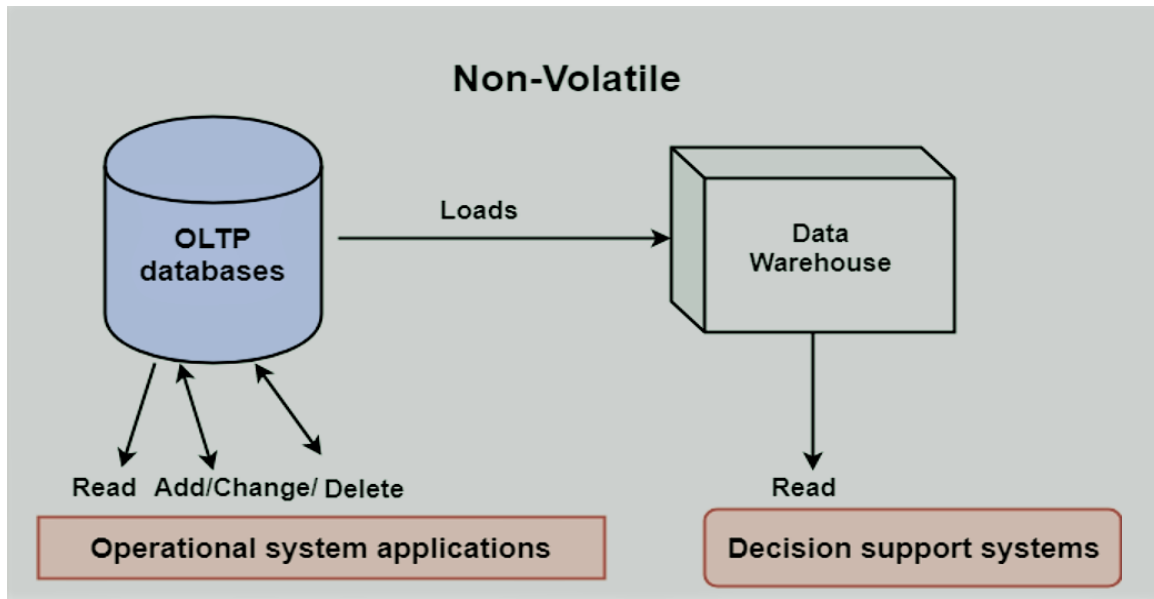 Non-Volatile
OLTP
databases
Loads
Data
Warehouse
Read Add/Change/ Delete
Read
Operational system applications
Decision support systems